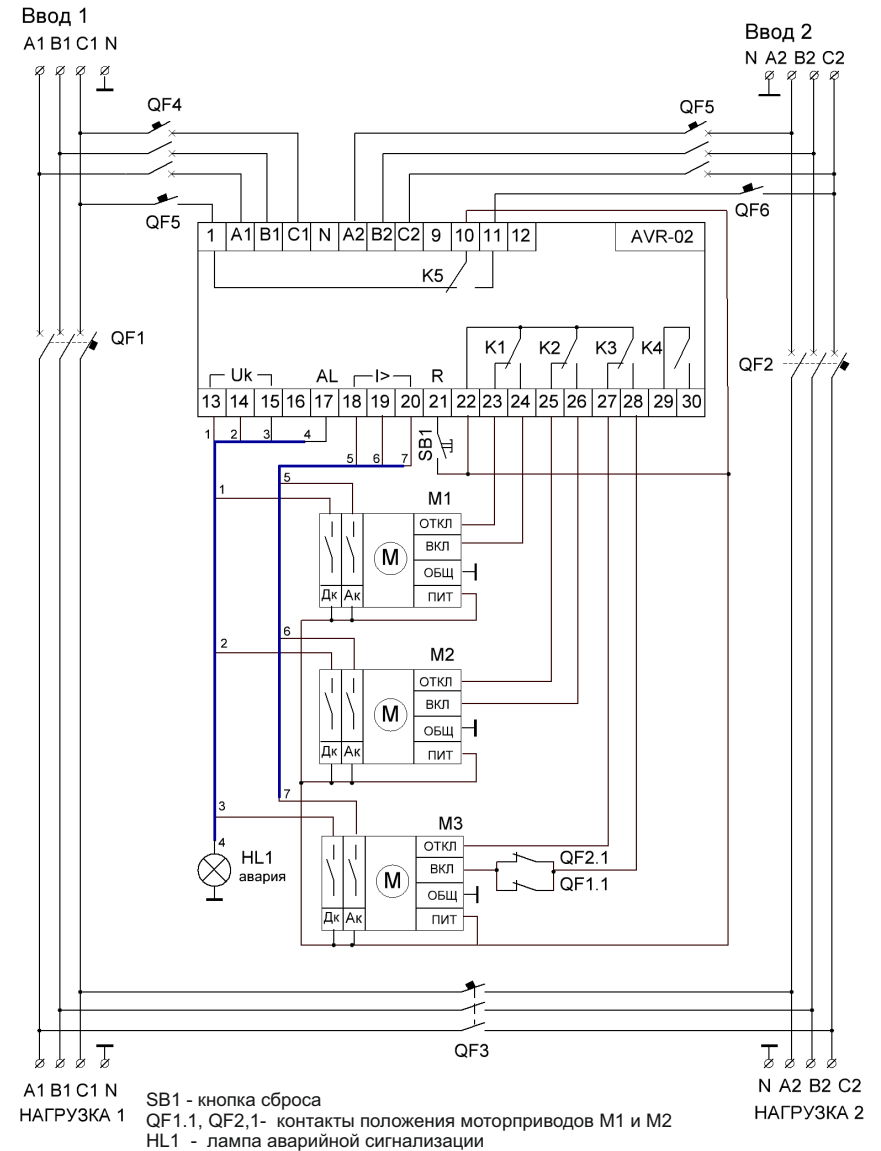 Ввод 1
A1 B1 C1 N
Ввод 2
N A2 B2 C2
QF4
QF5
QF5
QF6
1 A1 B1 C1 N A2 B2 C2 9 10 11 12
AVR-02
K5
QF1
QF2
K1 K2 K3 K4
Uk AL I> R
13 14 15 16 17 18 19 20 21 22 23 24 25 26 27 28 29 30
1 2 3 4
SB1
5 6 7
5
1
M1
ОТКЛ
ВКЛ
M
ОБЩ
Дк Ак ПИТ
6
2
M2
ОТКЛ
ВКЛ
M
ОБЩ
Дк Ак ПИТ
7
3
M3
4
ОТКЛ
HL1
QF2.1
авария
ВКЛ
M
QF1.1
ОБЩ
Дк Ак ПИТ
QF3
A1 B1 C1 N
НАГРУЗКА 1
N A2 B2 C2
НАГРУЗКА 2
SB1 - кнопка сброса
QF1.1, QF2,1- контакты положения моторприводов М1 и М2
HL1 - лампа аварийной сигнализации